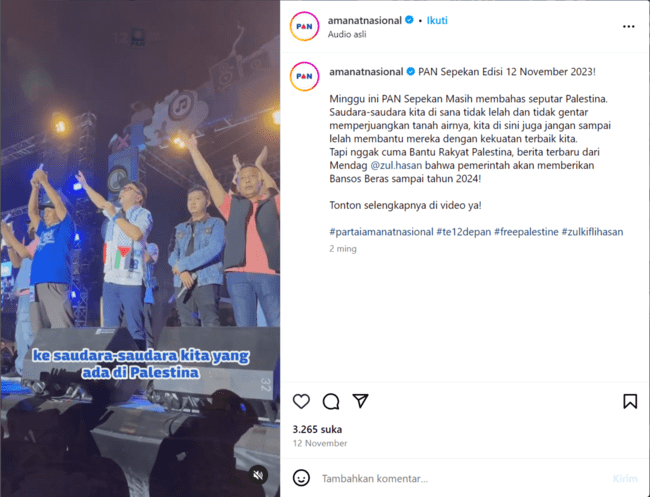 ke saudara-saudara kita yang
ada di Palestina
PAN
amanatnasional • Ikuti
Audio asli
PAN
amanatnasional PAN Sepekan Edisi 12 November 2023!
Minggu ini PAN Sepekan Masih membahas seputar Palestina.
Saudara-saudara kita di sana tidak lelah dan tidak gentar
memperjuangkan tanah airnya, kita di sini juga jangan sampai
lelah membantu mereka dengan kekuatan terbaik kita.
Tapi nggak cuma Bantu Rakyat Palestina, berita terbaru dari
Mendag @zul.hasan bahwa pemerintah akan memberikan
Bansos Beras sampai tahun 2024!
Tonton selengkapnya di video ya!
#partaiamanatnasional #te12depan #freepalestine #zulkiflihasan
2 ming
3.265 suka
12 November
Tambahkan komentar...
Kirim